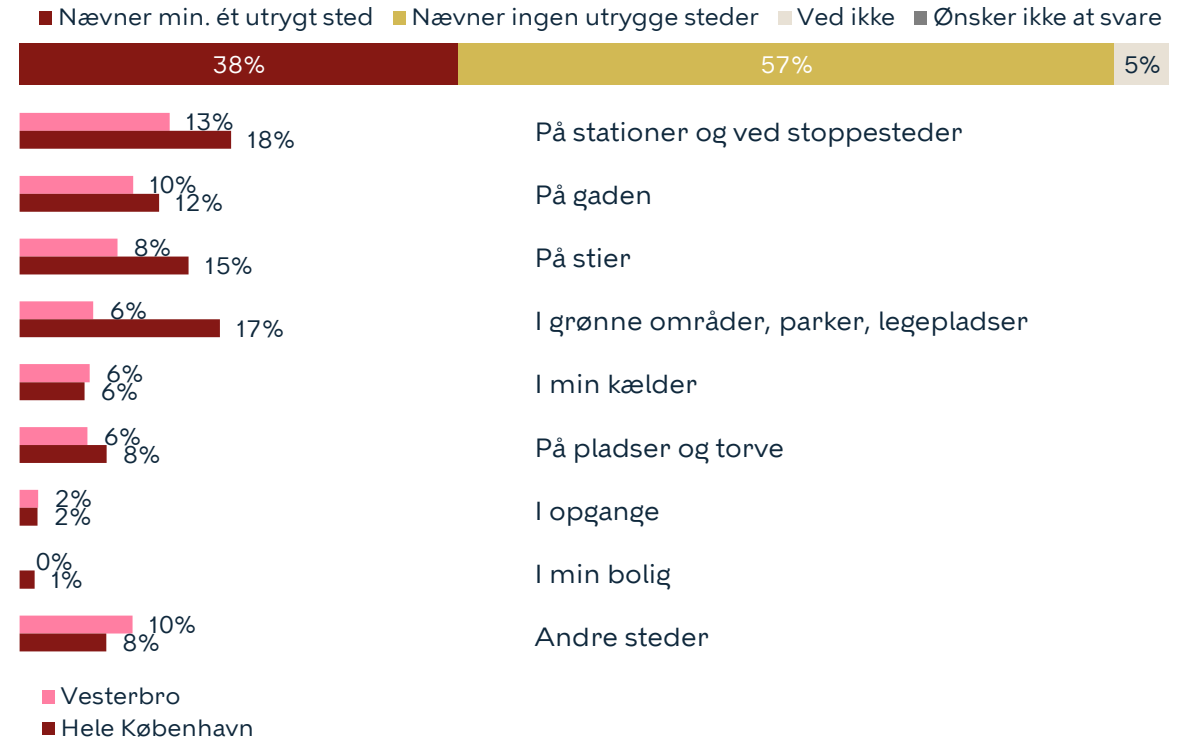 Nævner min. ét utrygt sted Nævner ingen utrygge steder Ved ikke Ønsker ikke at svare
38% 57% 5%
13%
18%
På stationer og ved stoppesteder
10%
12%
På gaden
8%
15%
På stier
6%
17%
I grønne områder, parker, legepladser
6%
6%
I min kælder
6%
8%
På pladser og torve
2%
2%
I opgange
0%
1%
I min bolig
10%
8%
Andre steder
Vesterbro
Hele København